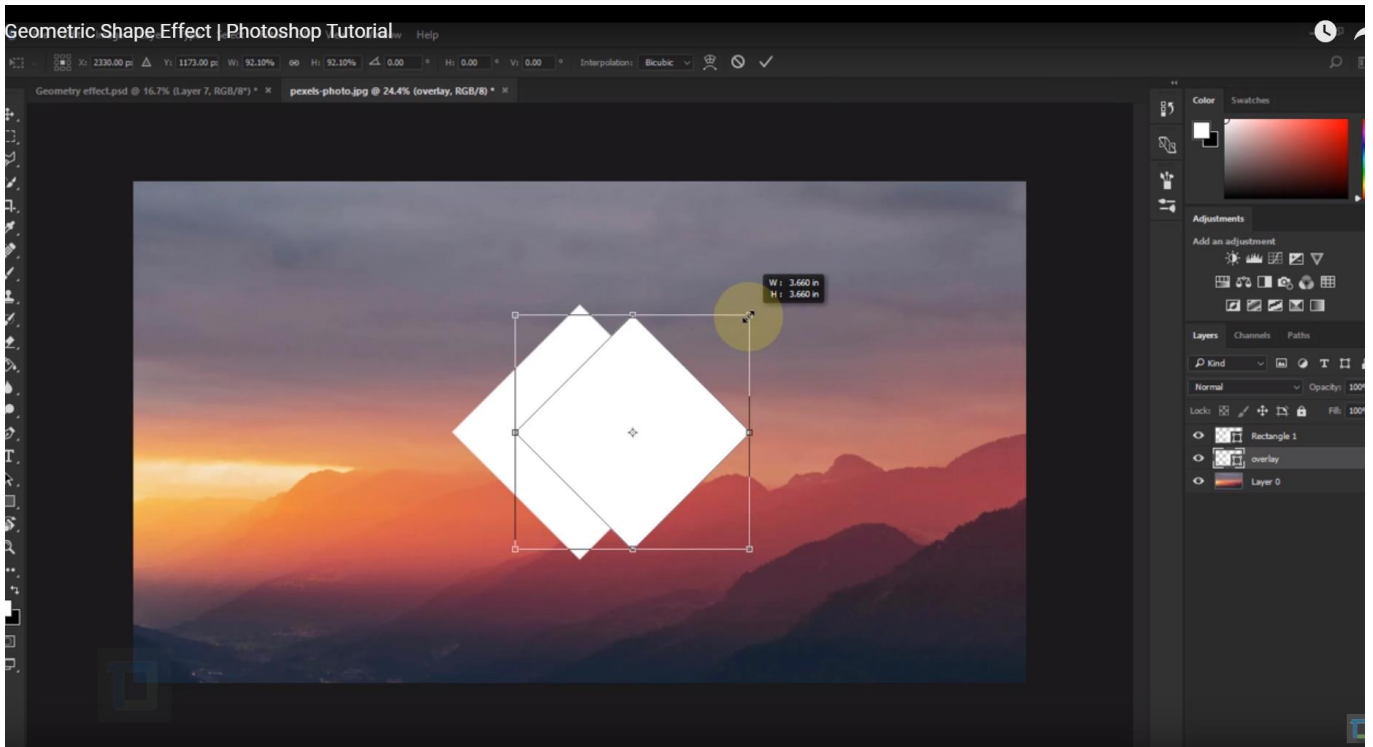 Geometric Shape Effect | Photoshop Tutorial
Help
X: 2330.00 p: Y: 1173.00 p: W: 92.10% H: 92.10% 0.00 ° H: 0.00 ° V: 0.00 ° Interpolation: Bicubic
Geometry effect.psd @ 16.7% (Layer 7, RGB/8*) * × pexels-photo.jpg @ 24.4% (overlay, RGB/8) * ×
Color Swatches
Adjustments
Add an adjustment
W : 3.660 in
H : 3.660 in
Layers Channels Paths
Kind
Normal Opacity: 100
Lock: Fill: 100
Rectangle 1
overlay
Layer 0